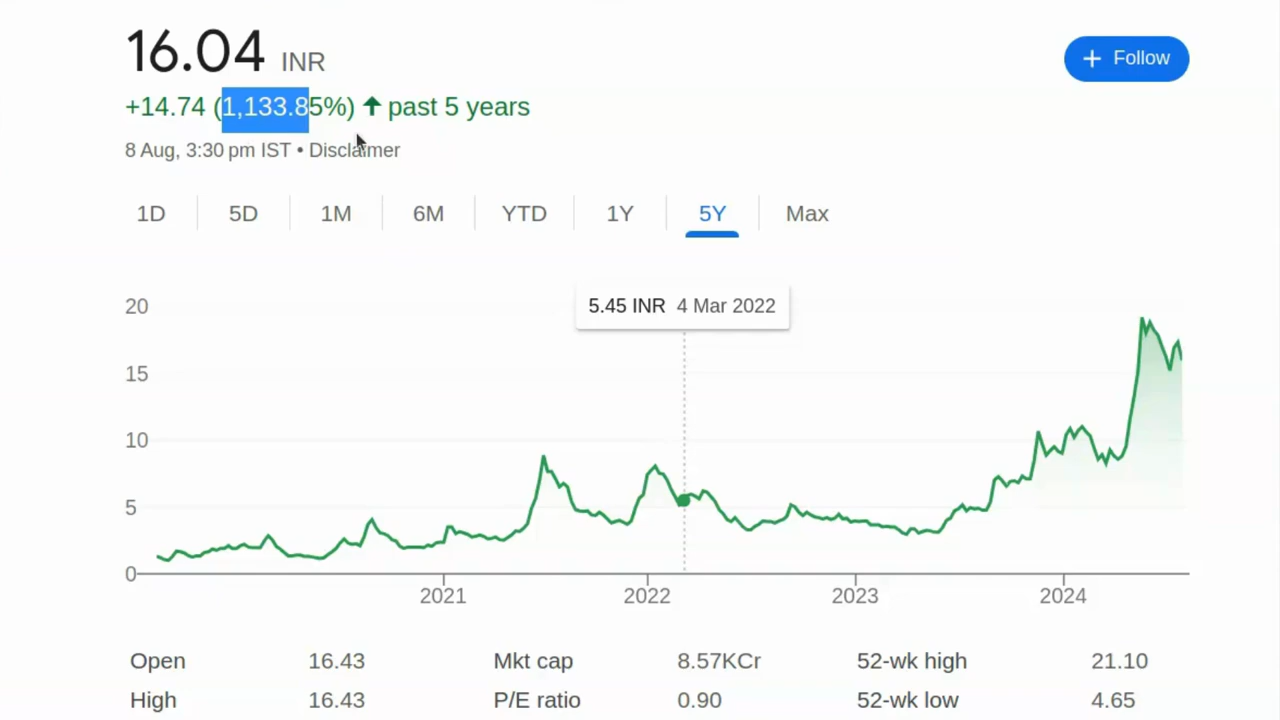 16.04 INR
+ Follow
+14.74 (1,133.85%) ↑ past 5 years
8 Aug, 3:30 pm IST • Disclaimer
1D 5D 1M 6M YTD 1Y 5Y Max
5.45 INR 4 Mar 2022
20
15
10
5
0
2021 2022 2023 2024
Open 16.43 Mkt cap 8.57KCr 52-wk high 21.10
High 16.43 P/E ratio 0.90 52-wk low 4.65